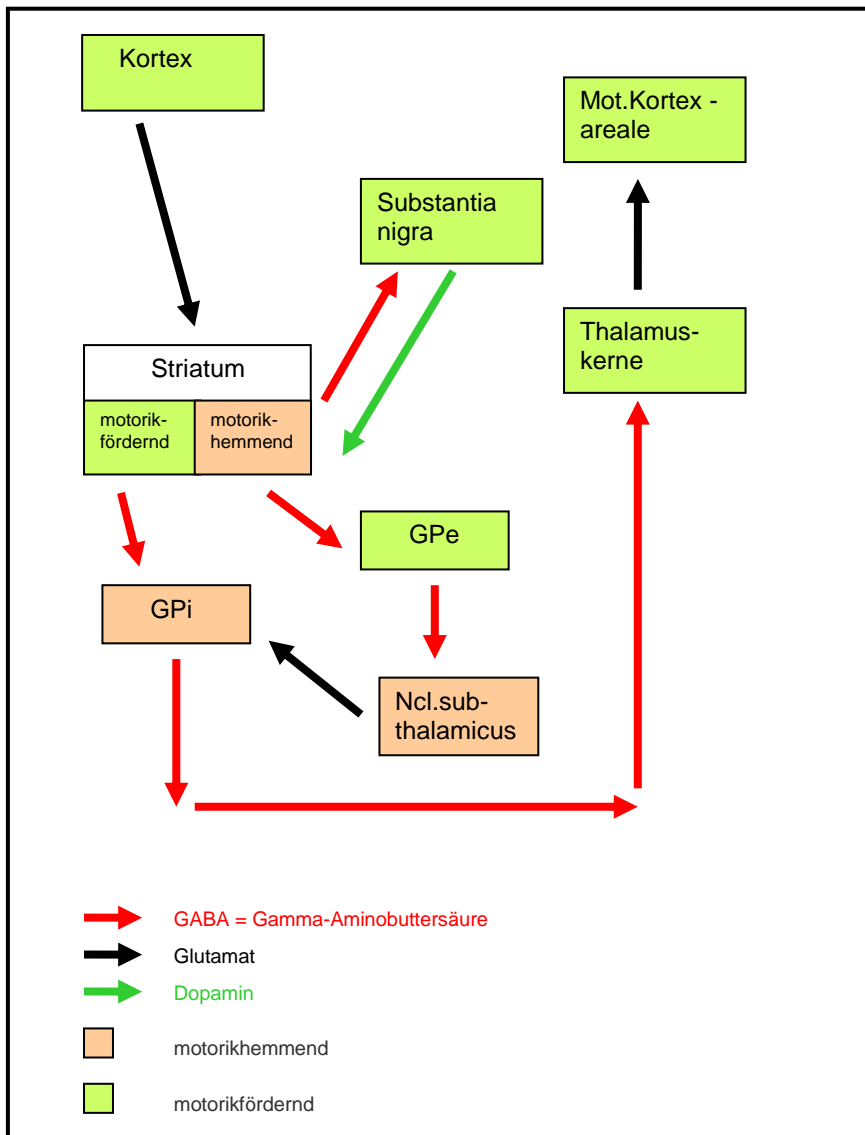 Kortex
Mot.Kortex -
areale
Substantia
nigra
Thalamus-
kerne
Striatum
motorik-
fördernd
motorik-
hemmend
GPe
GPi
Ncl.sub-
thalamicus
GABA = Gamma-Aminobuttersäure
Glutamat
Dopamin
motorikhemmend
motorikfördernd